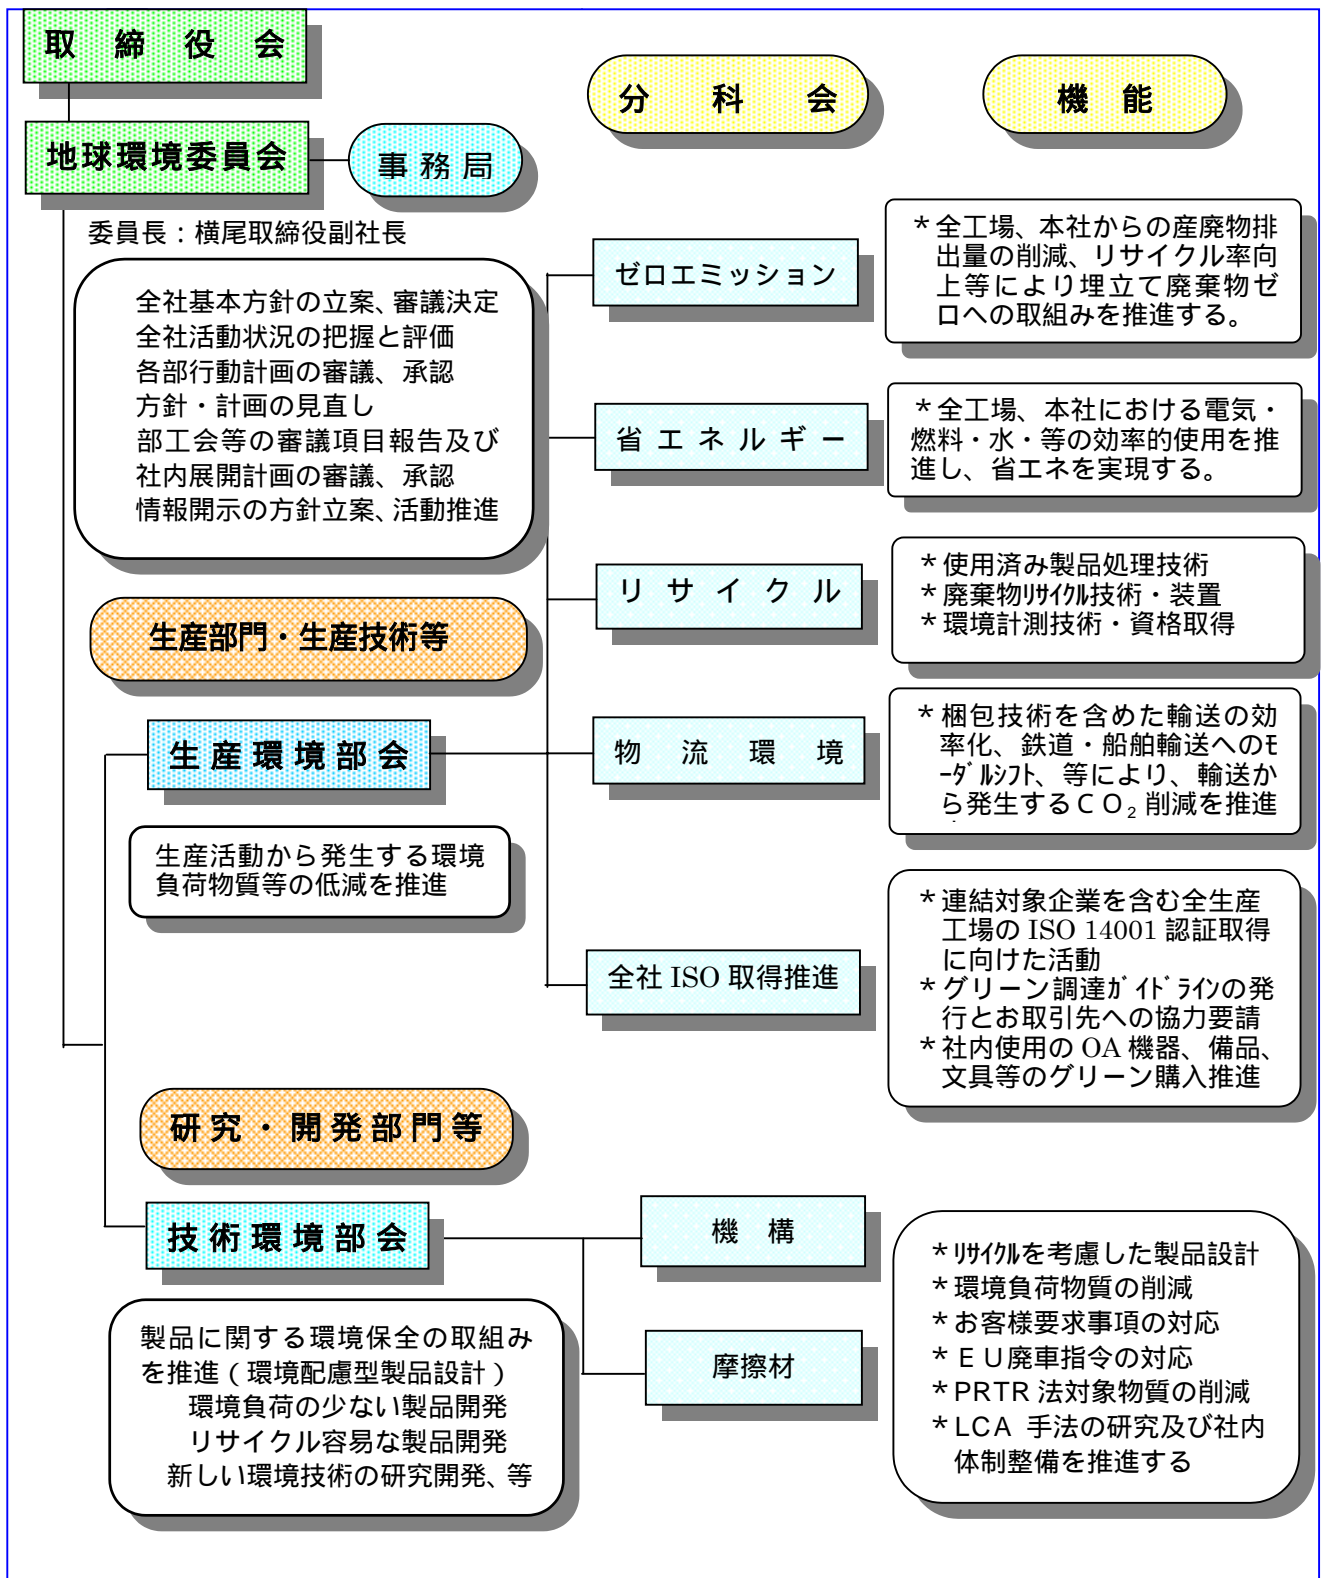 取締役会
地球環境委員会
事務局
分科会
機能
委員長：横尾取締役副社長
全社基本方針の立案、審議決定
全社活動状況の把握と評価
各部行動計画の審議、承認
方針・計画の見直し
部工会等の審議項目報告及び
社内展開計画の審議、承認
情報開示の方針立案、活動推進
ゼロエミッション
＊全工場、本社からの産廃物排
出量の削減、リサイクル率向
上等により埋立て廃棄物ゼ
ロへの取組みを推進する。
省エネルギー
＊全工場、本社における電気・
燃料・水・等の効率的使用を推
進し、省エネを実現する。
リサイクル
＊使用済み製品処理技術
＊廃棄物ﾘｻｲｸﾙ技術・装置
＊環境計測技術・資格取得
生産部門・生産技術等
生産環境部会
生産活動から発生する環境
負荷物質等の低減を推進
物流環境
＊梱包技術を含めた輸送の効
率化、鉄道・船舶輸送へのﾓ
ｰﾀﾞﾙｼﾌﾄ、等により、輸送か
ら発生するＣＯ₂削減を推進
全社 ISO 取得推進
＊連結対象企業を含む全生産
工場の ISO 14001 認証取得
に向けた活動
＊グリーン調達ｶﾞｲﾄﾞﾗｲﾝの発
行とお取引先への協力要請
＊社内使用の OA 機器、備品、
文具等のグリーン購入推進
研究・開発部門等
技術環境部会
製品に関する環境保全の取組み
を推進（環境配慮型製品設計）
環境負荷の少ない製品開発
リサイクル容易な製品開発
新しい環境技術の研究開発、等
機構
摩擦材
＊ﾘｻｲｸﾙを考慮した製品設計
＊環境負荷物質の削減
＊お客様要求事項の対応
＊ＥＵ廃車指令の対応
＊PRTR 法対象物質の削減
＊LCA 手法の研究及び社内
体制整備を推進する